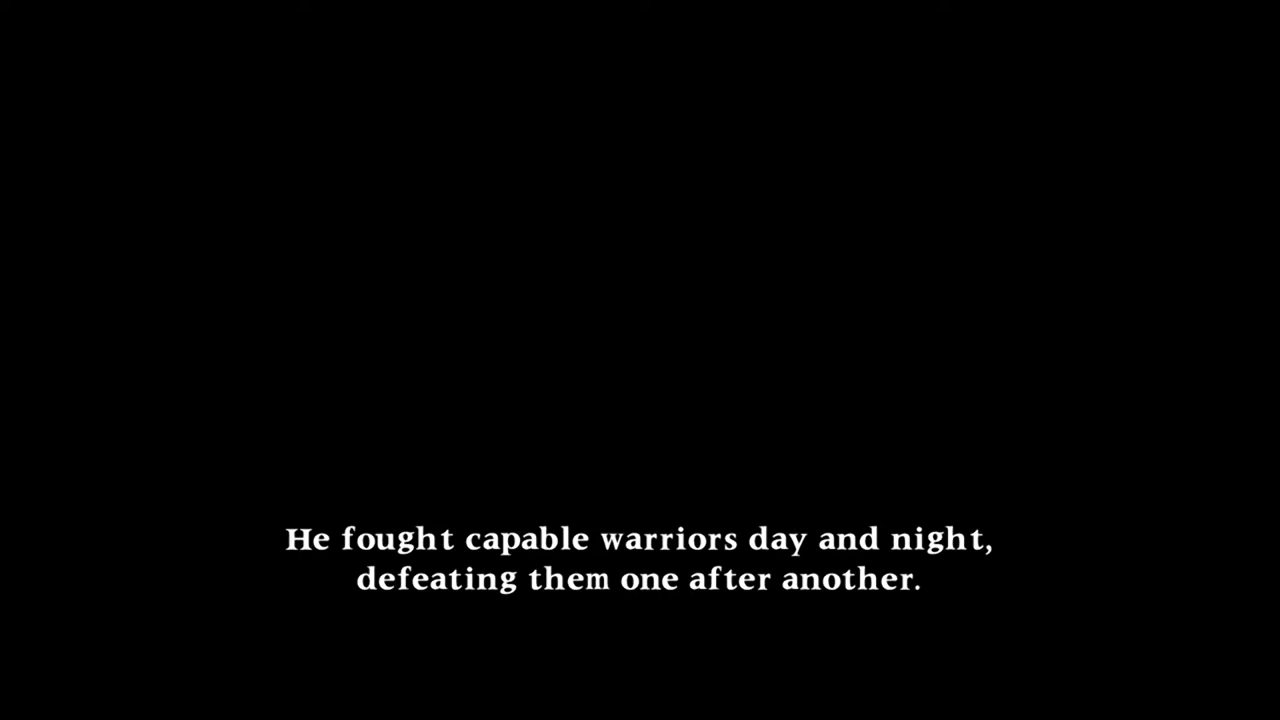 He fought capable warriors day and night,
defeating them one after another.